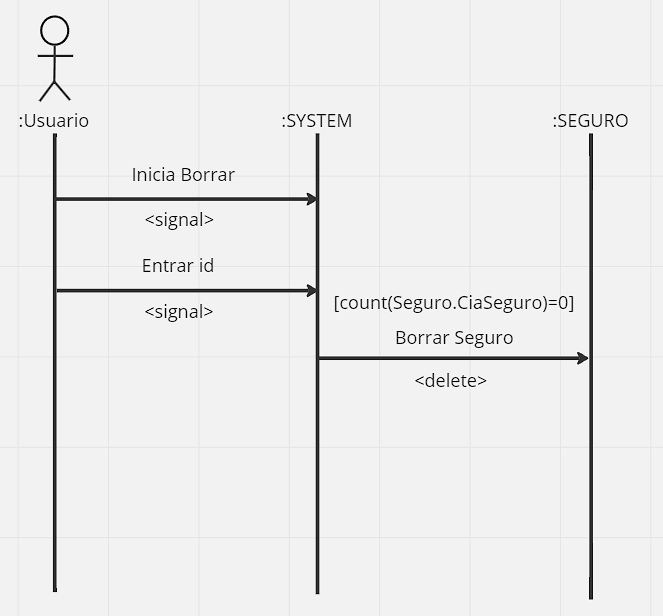 :Usuario
:SYSTEM
:SEGURO
Inicia Borrar
<signal>
Entrar id
<signal>
[count(Seguro.CiaSeguro)=0]
Borrar Seguro
<delete>